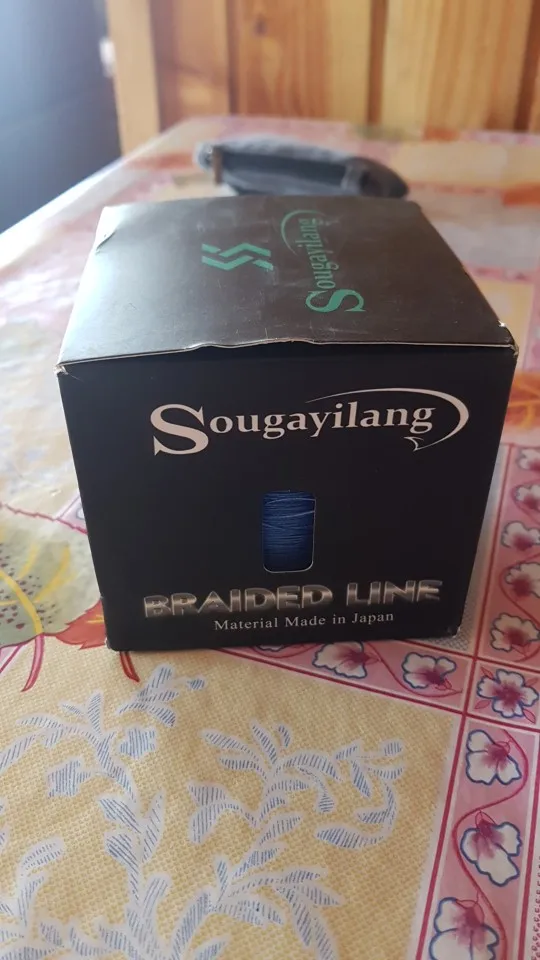 Sougayilang
Sougayilang
BRAIDED LINE
Material Made in Japan